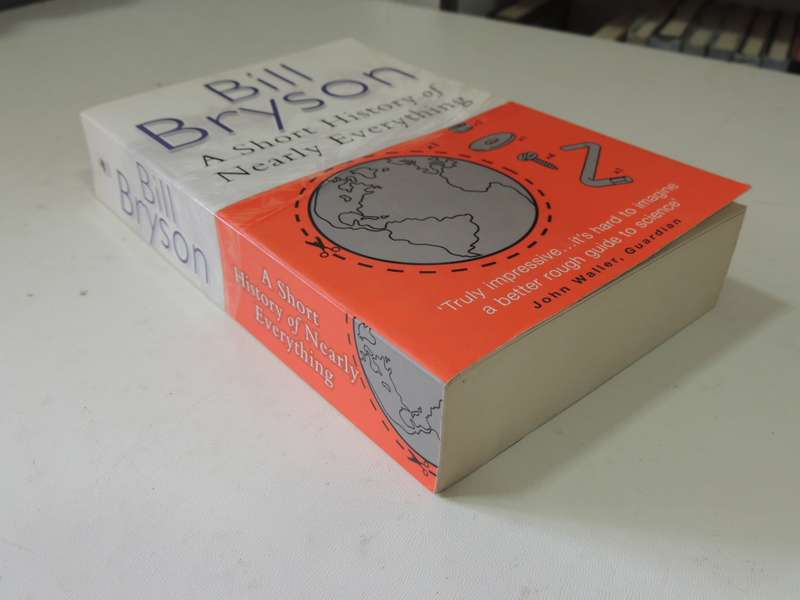 Bill
Bryson
A Short History of
Nearly Everything
'Truly impressive...it's hard to imagine
a better rough guide to science'
John Waller, Guardian
Bill
Bryson
A Short
History of Nearly
Everything